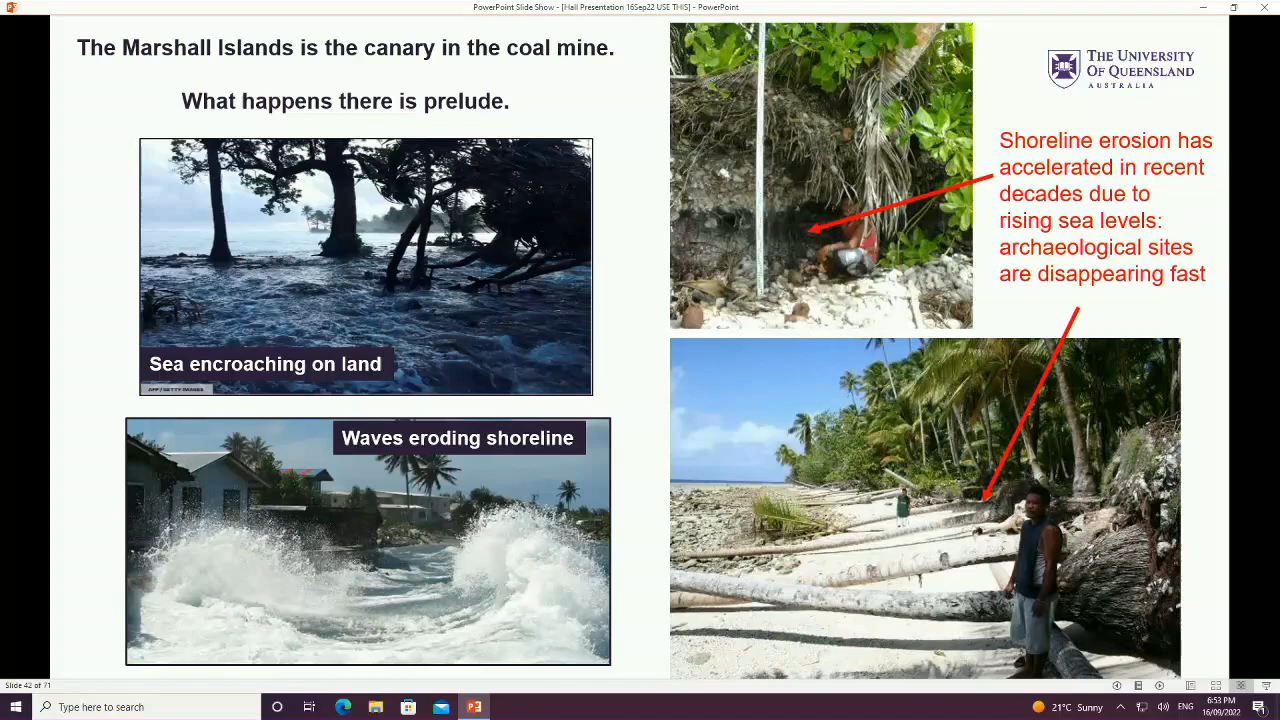 PowerPoint Slide Show - [Hall Presentation 16Sep22 USE THIS] - PowerPoint
The Marshall Islands is the canary in the coal mine.
What happens there is prelude.
THE UNIVERSITY
OF QUEENSLAND
AUSTRALIA
Shoreline erosion has
accelerated in recent
decades due to
rising sea levels:
archaeological sites
are disappearing fast
Sea encroaching on land
AFP / GETTY IMAGES
Waves eroding shoreline
Slide 42 of 71
Type here to search
21°C Sunny
6:53 PM
16/09/2022